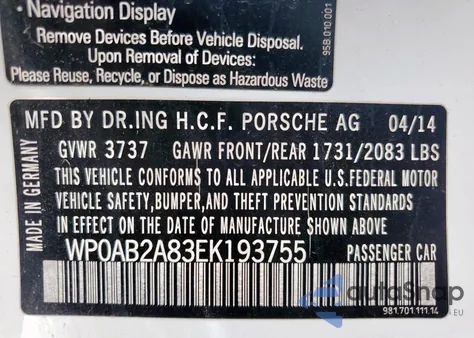 • Navigation Display
Remove Devices Before Vehicle Disposal.
Upon Removal of Devices:
Please Reuse, Recycle, or Dispose as Hazardous Waste
95B.010.001
MFD BY DR.ING H.C.F. PORSCHE AG 04/14
GVWR 3737 GAWR FRONT/REAR 1731/2083 LBS
THIS VEHICLE CONFORMS TO ALL APPLICABLE U.S.FEDERAL MOTOR
VEHICLE SAFETY,BUMPER,AND THEFT PREVENTION STANDARDS
IN EFFECT ON THE DATE OF MANUFACTURE SHOWN ABOVE.
WP0AB2A83EK193755 PASSENGER CAR
MADE IN GERMANY
981.701.111.14
autoShop
EU